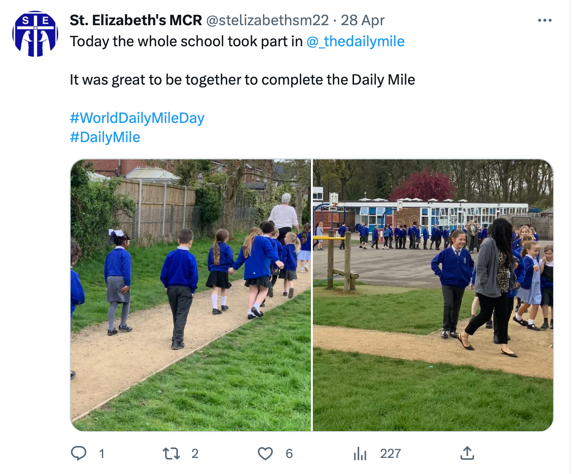 S E
St. Elizabeth's MCR @stelizabethsm22 · 28 Apr
Today the whole school took part in @_thedailymile
It was great to be together to complete the Daily Mile
#WorldDailyMileDay
#DailyMile
1 2 6 227